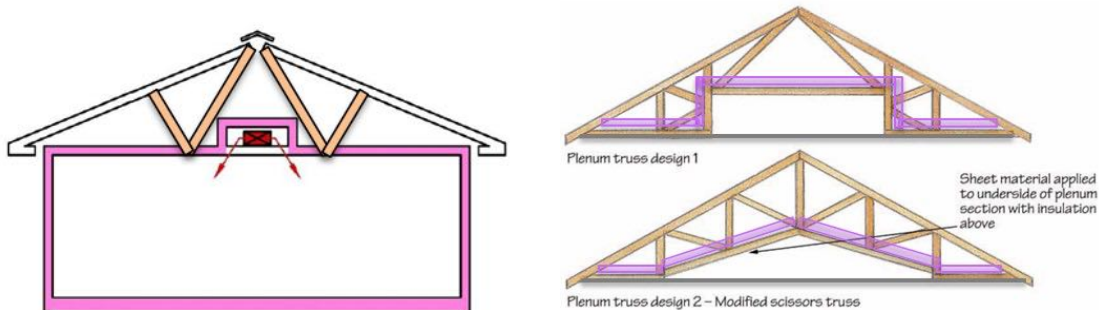 Plenum truss design 1
Sheet material applied
to underside of plenum
section with insulation
above
Plenum truss design 2 – Modified scissors truss